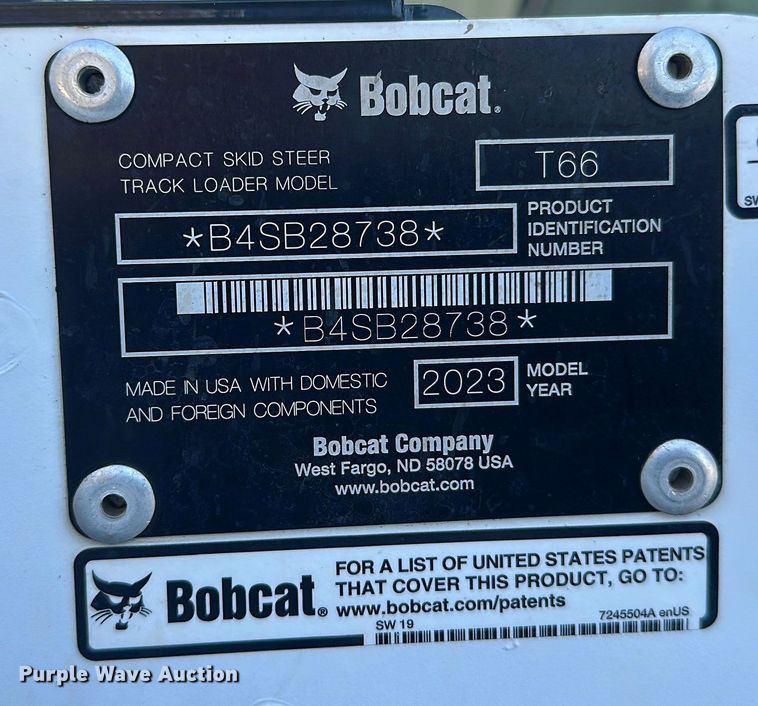 Bobcat®
COMPACT SKID STEER
TRACK LOADER MODEL
T66
*B4SB28738*
PRODUCT
IDENTIFICATION
NUMBER
*B4SB28738*
MADE IN USA WITH DOMESTIC
AND FOREIGN COMPONENTS
2023
MODEL
YEAR
Bobcat Company
West Fargo, ND 58078 USA
www.bobcat.com
Bobcat®
FOR A LIST OF UNITED STATES PATENTS
THAT COVER THIS PRODUCT, GO TO:
www.bobcat.com/patents
SW 19
7245504A enUS
SW
Purple Wave Auction